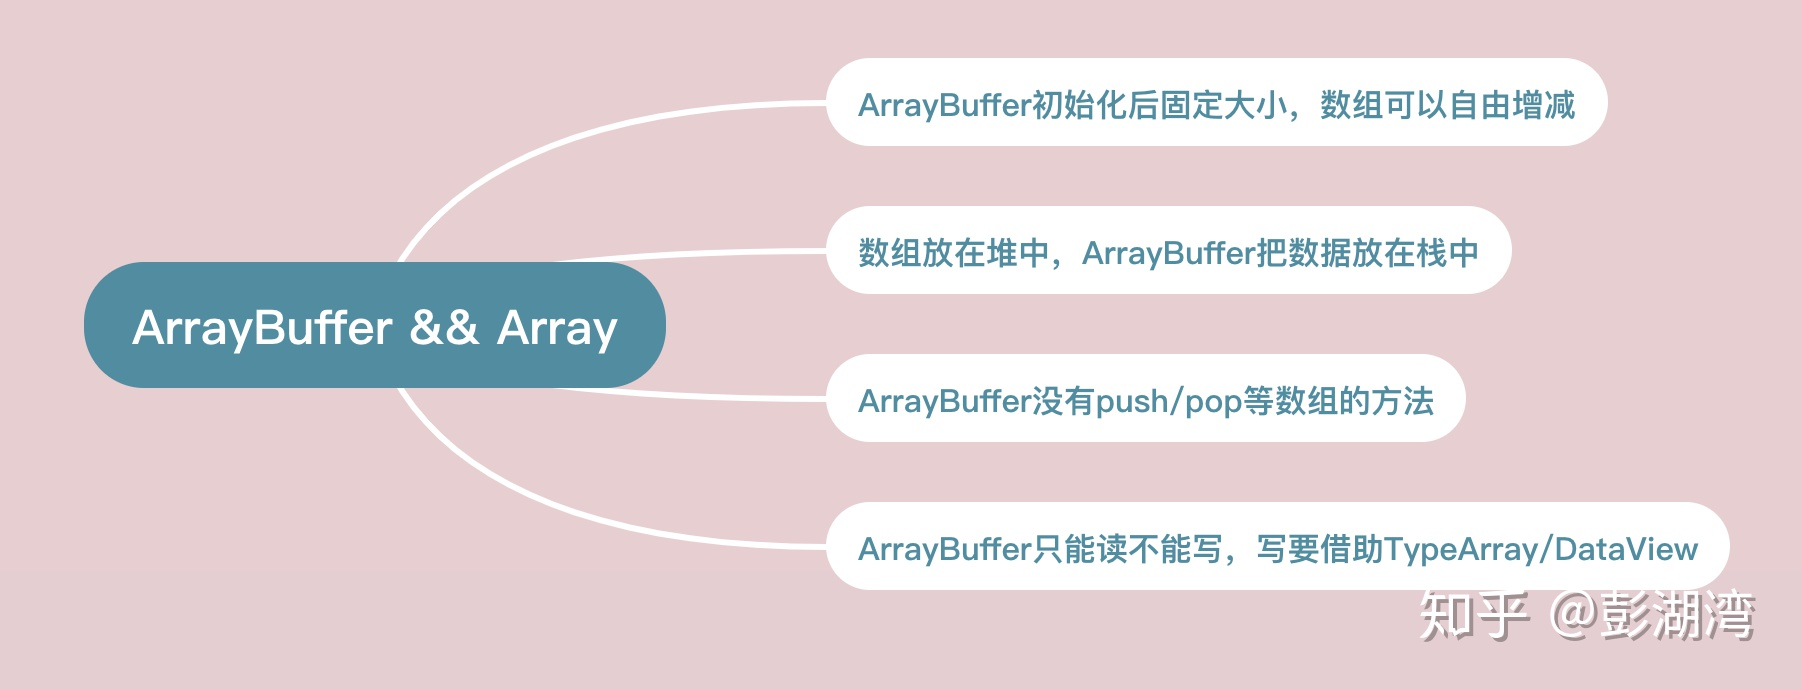 ArrayBuffer初始化后固定大小，数组可以自由增减
数组放在堆中，ArrayBuffer把数据放在栈中
ArrayBuffer && Array
ArrayBuffer没有push/pop等数组的方法
ArrayBuffer只能读不能写，写要借助TypeArray/DataView
知乎 @彭湖湾